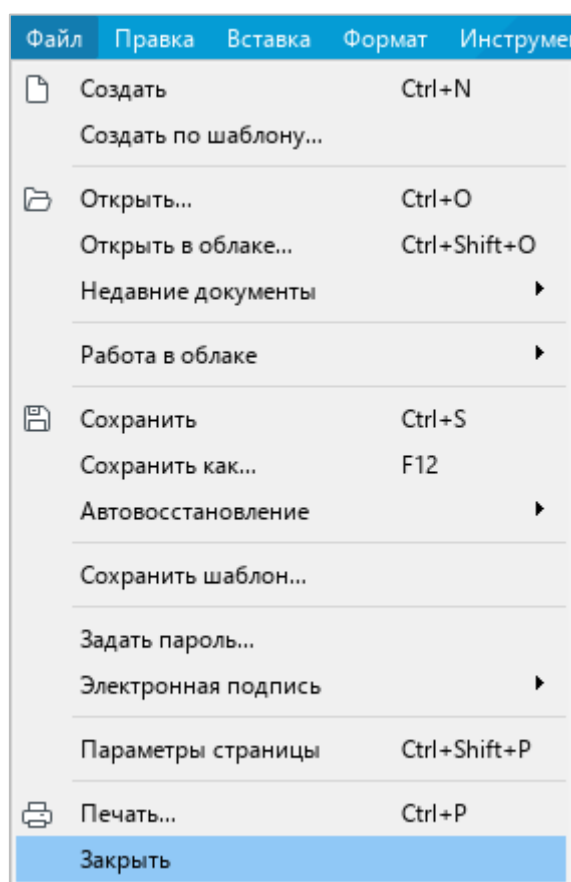 Файл Правка Вставка Формат Инструме
Создать Ctrl+N
Создать по шаблону...
Открыть... Ctrl+O
Открыть в облаке... Ctrl+Shift+O
Недавние документы
Работа в облаке
Сохранить Ctrl+S
Сохранить как... F12
Автовосстановление
Сохранить шаблон...
Задать пароль...
Электронная подпись
Параметры страницы Ctrl+Shift+P
Печать... Ctrl+P
Закрыть